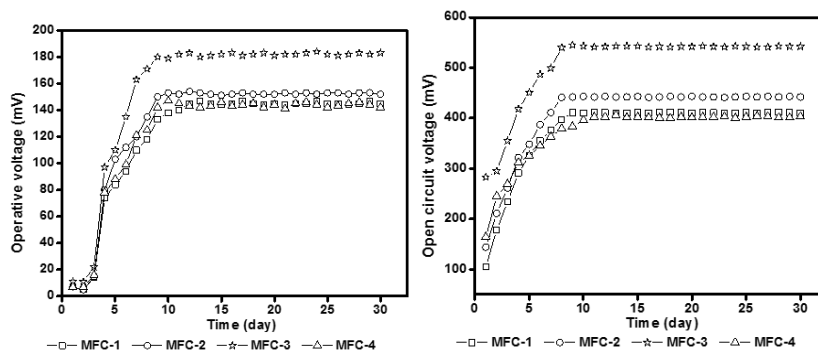 Operative voltage (mV)
200
180
160
140
120
100
80
60
40
20
0
0 5 10 15 20 25 30
Time (day)
MFC-1 MFC-2 MFC-3 MFC-4
Open circuit voltage (mV)
600
500
400
300
200
100
0 5 10 15 20 25 30
Time (day)
MFC-1 MFC-2 MFC-3 MFC-4